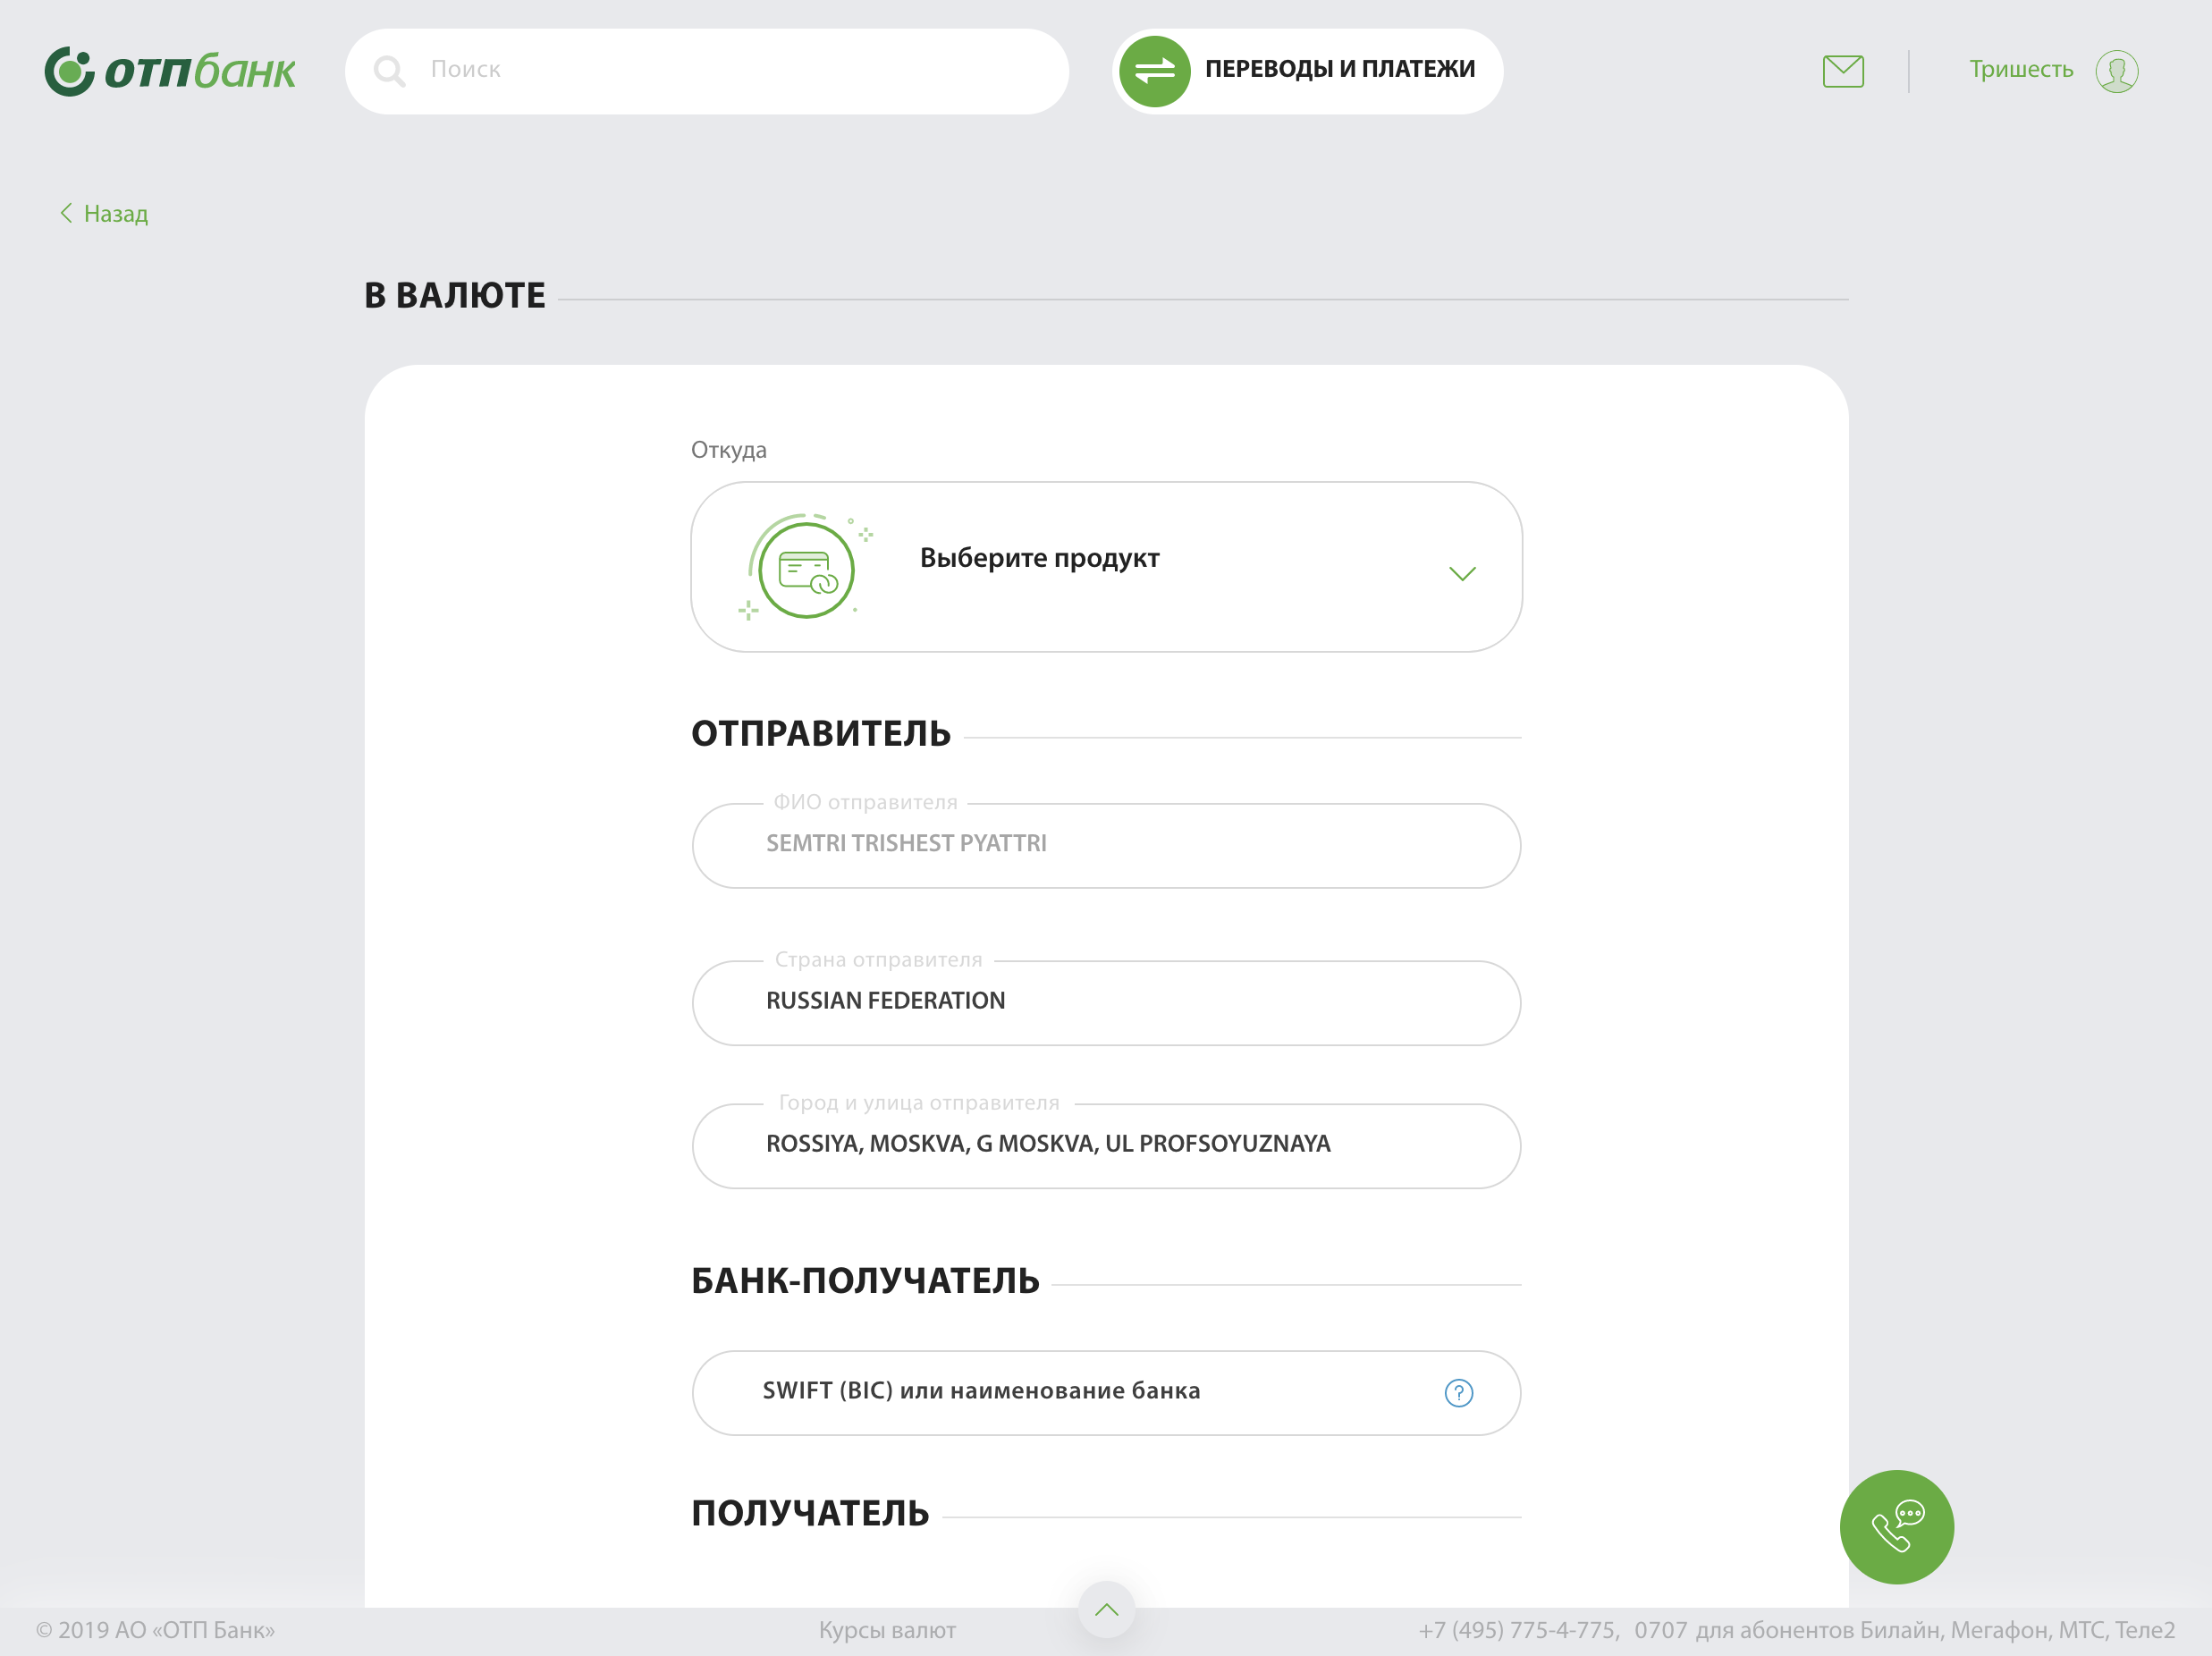 отпбанк
Поиск
ПЕРЕВОДЫ И ПЛАТЕЖИ
Тришесть
Назад
В ВАЛЮТЕ
Откуда
Выберите продукт
ОТПРАВИТЕЛЬ
ФИО отправителя
SEMTRI TRISHEST PYATTRI
Страна отправителя
RUSSIAN FEDERATION
Город и улица отправителя
ROSSIYA, MOSKVA, G MOSKVA, UL PROFSOYUZNAYA
БАНК-ПОЛУЧАТЕЛЬ
SWIFT (BIC) или наименование банка
?
ПОЛУЧАТЕЛЬ
© 2019 АО «ОТП Банк»
Курсы валют
+7 (495) 775-4-775, 0707 для абонентов Билайн, Мегафон, МТС, Теле2